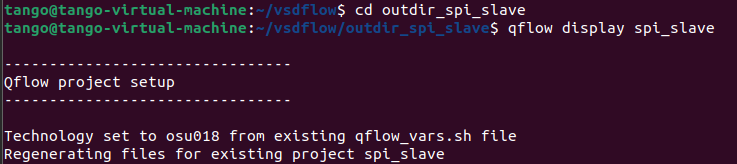 tango@tango-virtual-machine:~/vsdflow$ cd outdir_spi_slave
tango@tango-virtual-machine:~/vsdflow/outdir_spi_slave$ qflow display spi_slave
--------------------------------
Qflow project setup
--------------------------------
Technology set to osu018 from existing qflow_vars.sh file
Regenerating files for existing project spi_slave